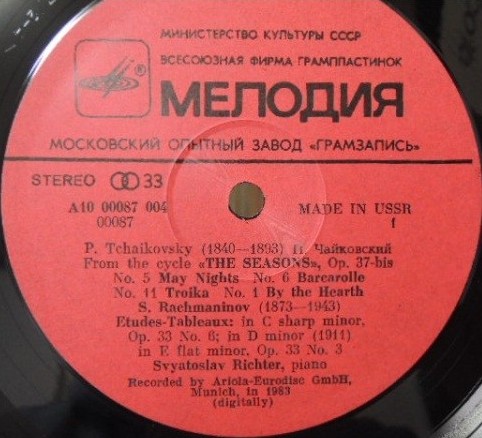 МИНИСТЕРСТВО КУЛЬТУРЫ СССР
ВСЕСОЮЗНАЯ ФИРМА ГРАМПЛАСТИНОК
МЕЛОДИЯ
МОСКОВСКИЙ ОПЫТНЫЙ ЗАВОД «ГРАМЗАПИСЬ»
STEREO 33
A10 00087 004
00087
MADE IN USSR
1
P. Tchaikovsky (1840—1893) П. Чайковский
From the cycle «THE SEASONS», Op. 37-bis
No. 5 May Nights No. 6 Barcarolle
No. 11 Troika No. 1 By the Hearth
S. Rachmaninov (1873—1943)
Etudes-Tableaux: in C sharp minor,
Op. 33 No. 6; in D minor (1911)
in E flat minor, Op. 33 No. 3
Svyatoslav Richter, piano
Recorded by Ariola-Eurodisc GmbH,
Munich, in 1983
(digitally)